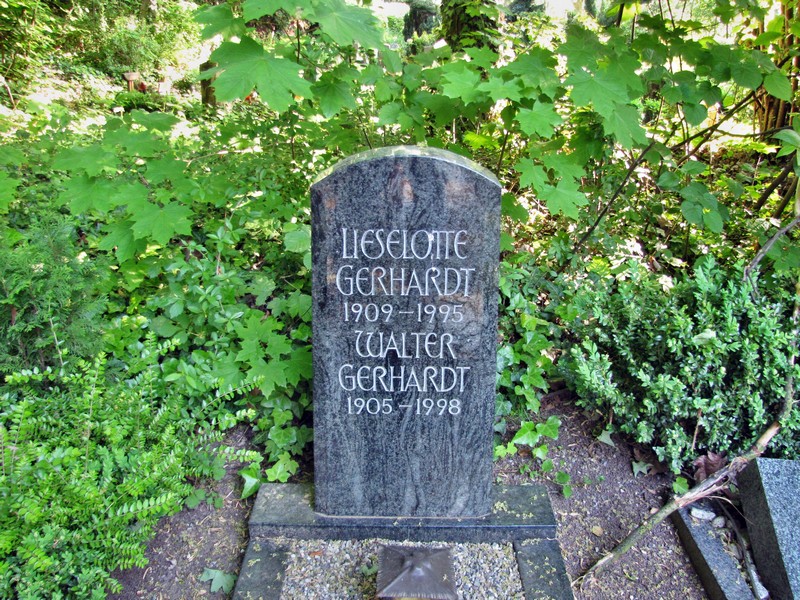 LIESELOTTE
GERHARDT
1909–1995
WALTER
GERHARDT
1905–1998